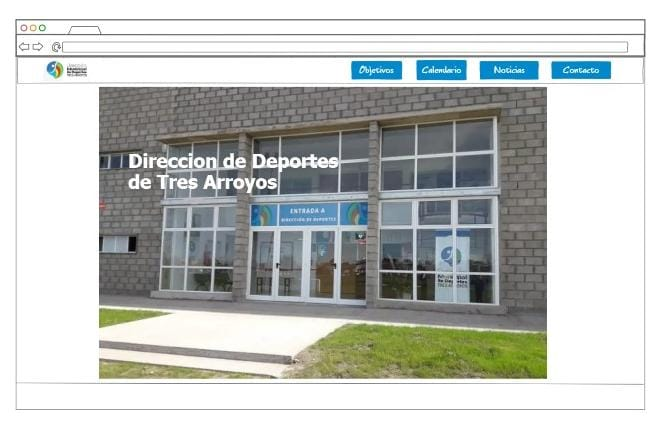 Objetivos
Calendario
Noticias
Contacto
Direccion de Deportes
de Tres Arroyos
ENTRADA A
DIRECCIÓN DE DEPORTES